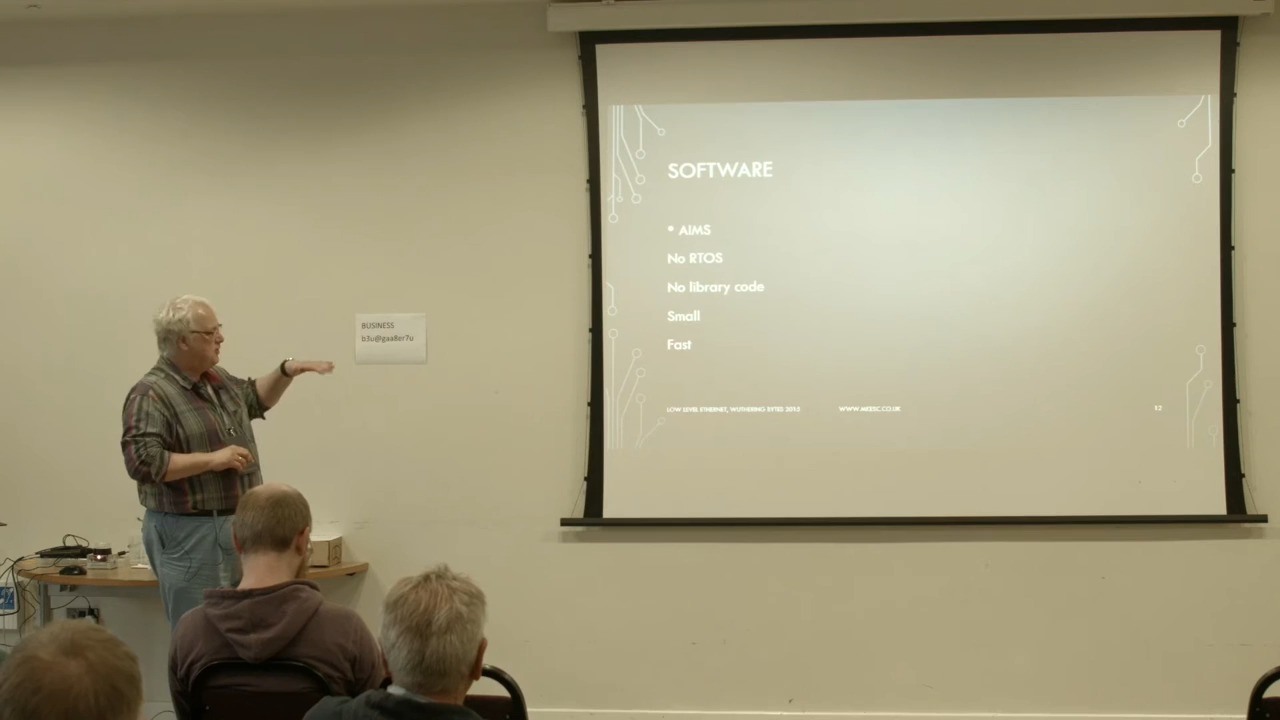 BUSINESS
b3u@gaa8er7u
SOFTWARE
• AIMS
No RTOS
No library code
Small
Fast
LOW LEVEL ETHERNET, WUTHERING BYTES 2015
WWW.MKESC.CO.UK
12